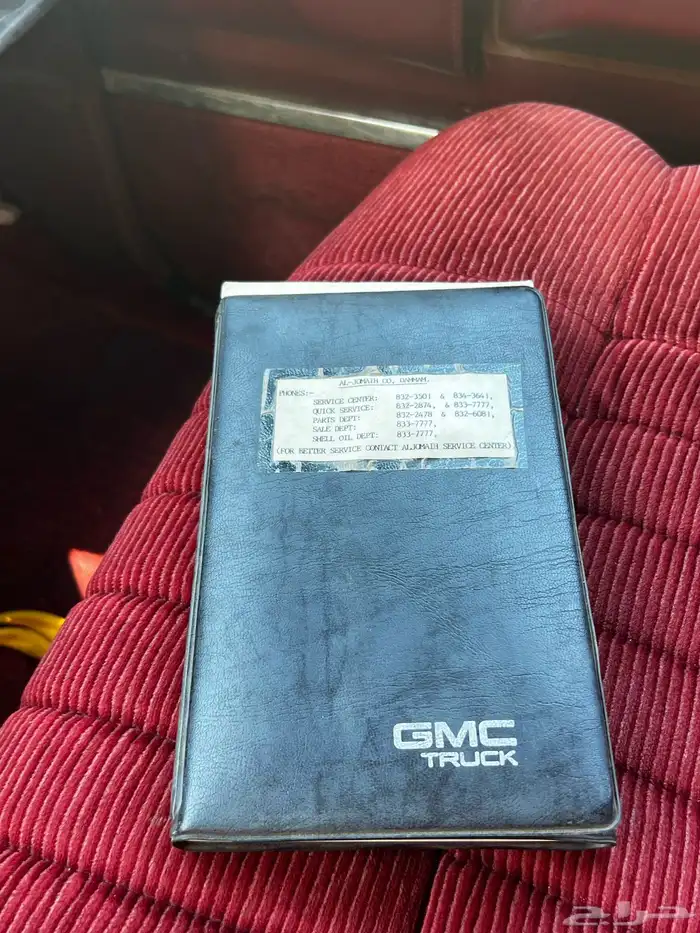 AL-JOMAIH CO, DAMMAM.
PHONES:-
SERVICE CENTER: 832-3501 & 834-3641,
QUICK SERVICE: 832-2874, & 833-7777,
PARTS DEPT: 832-2478 & 832-6081,
SALE DEPT: 833-7777,
SHELL OIL DEPT: 833-7777,
(FOR BETTER SERVICE CONTACT ALJOMAIH SERVICE CENTER)
GMC
TRUCK
حراج